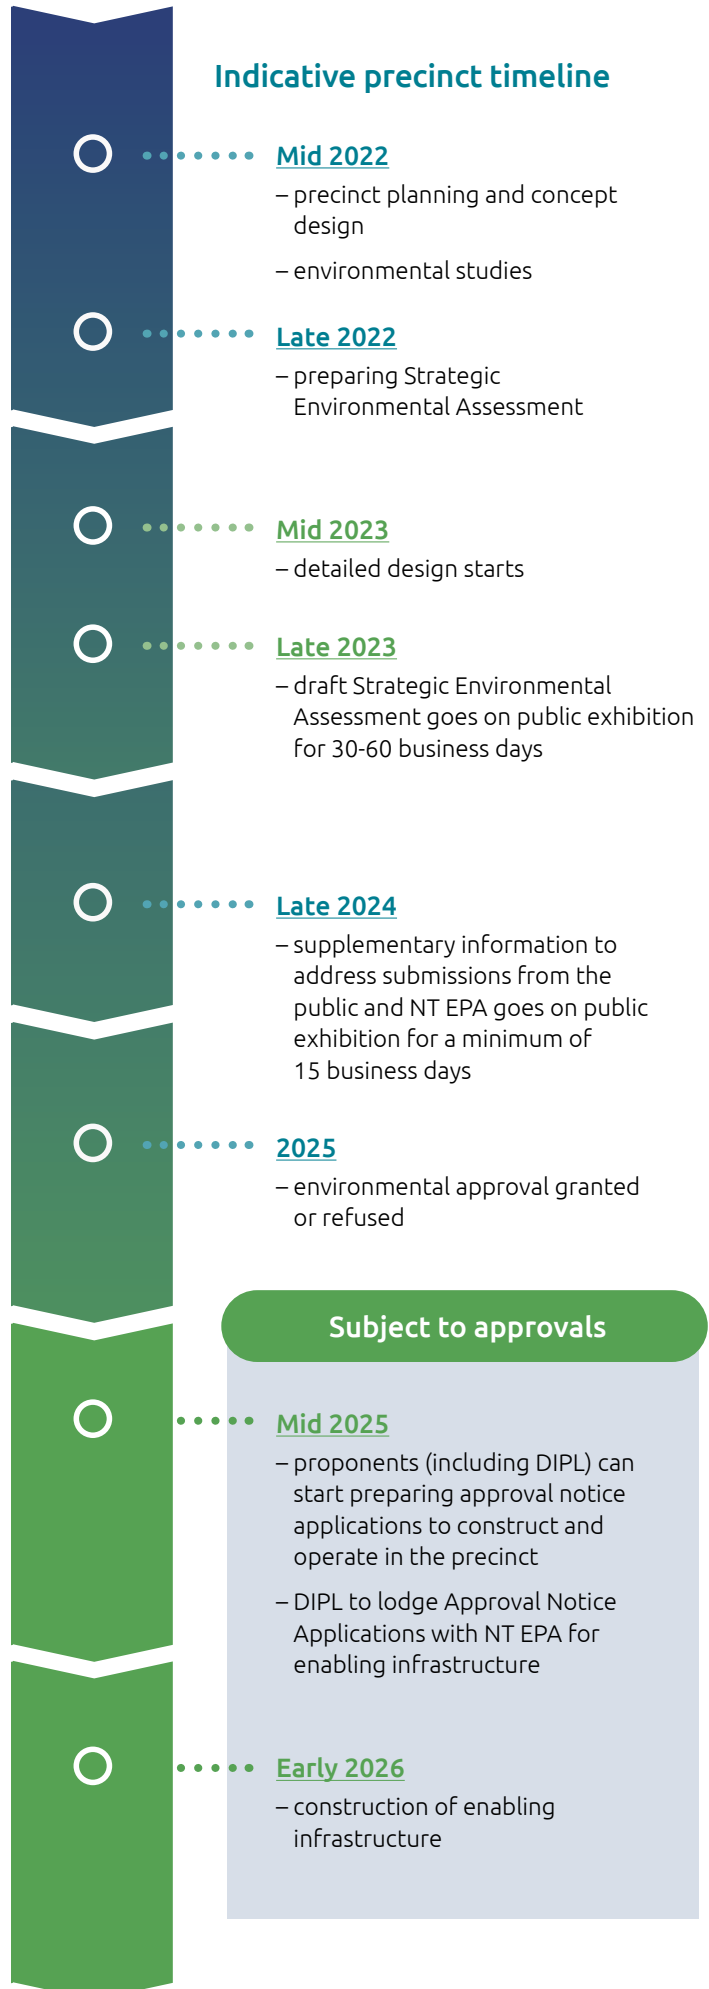 Indicative precinct timeline
Mid 2022
– precinct planning and concept
design
– environmental studies
Late 2022
– preparing Strategic
Environmental Assessment
Mid 2023
– detailed design starts
Late 2023
– draft Strategic Environmental
Assessment goes on public exhibition
for 30-60 business days
Late 2024
– supplementary information to
address submissions from the
public and NT EPA goes on public
exhibition for a minimum of
15 business days
2025
– environmental approval granted
or refused
Subject to approvals
Mid 2025
– proponents (including DIPL) can
start preparing approval notice
applications to construct and
operate in the precinct
– DIPL to lodge Approval Notice
Applications with NT EPA for
enabling infrastructure
Early 2026
– construction of enabling
infrastructure